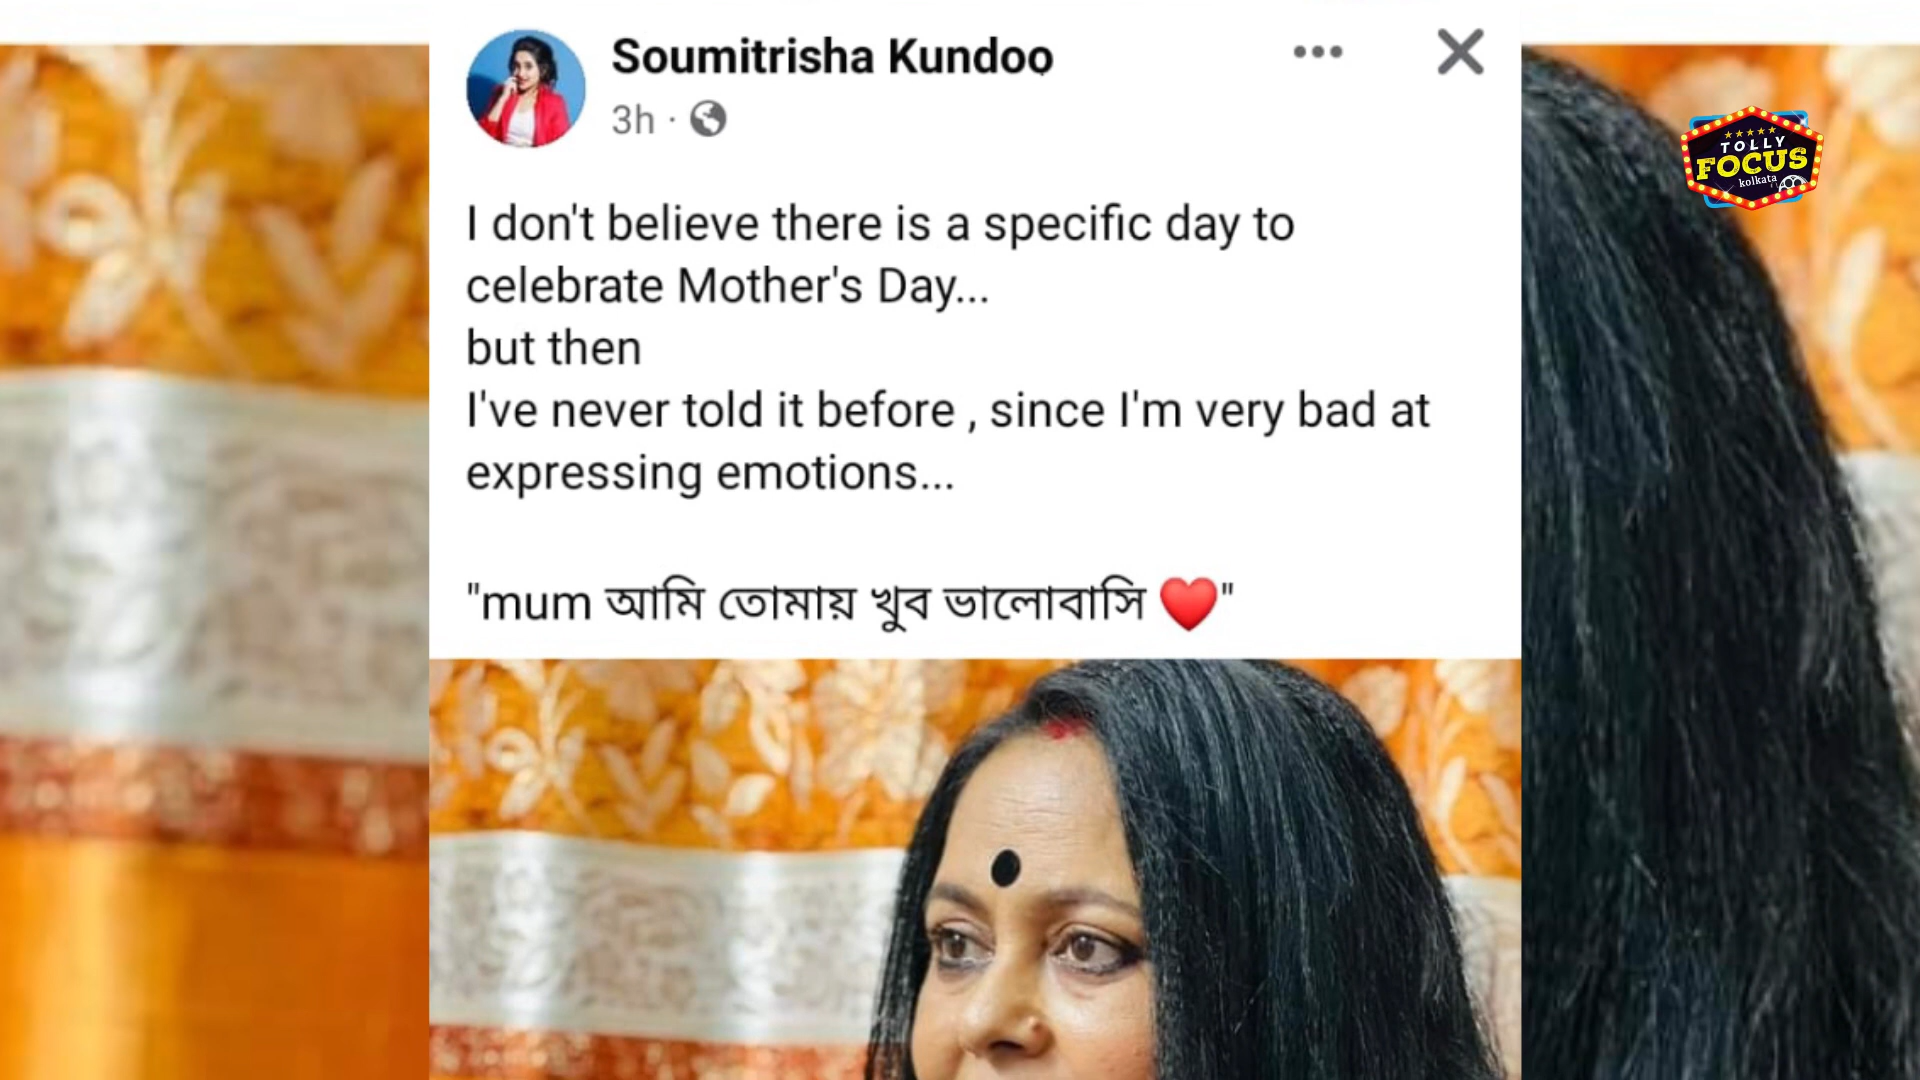 Soumitrisha Kundoo
3h ·
I don't believe there is a specific day to
celebrate Mother's Day...
but then
I've never told it before , since I'm very bad at
expressing emotions...
"mum আমি তোমায় খুব ভালোবাসি ❤️"
TOLLY
FOCUS
kolkata